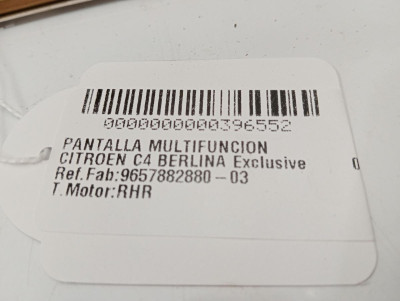 0000000000396552
PANTALLA MULTIFUNCION
CITROEN C4 BERLINA Exclusive
Ref.Fab:9657882880-03
T.Motor:RHR